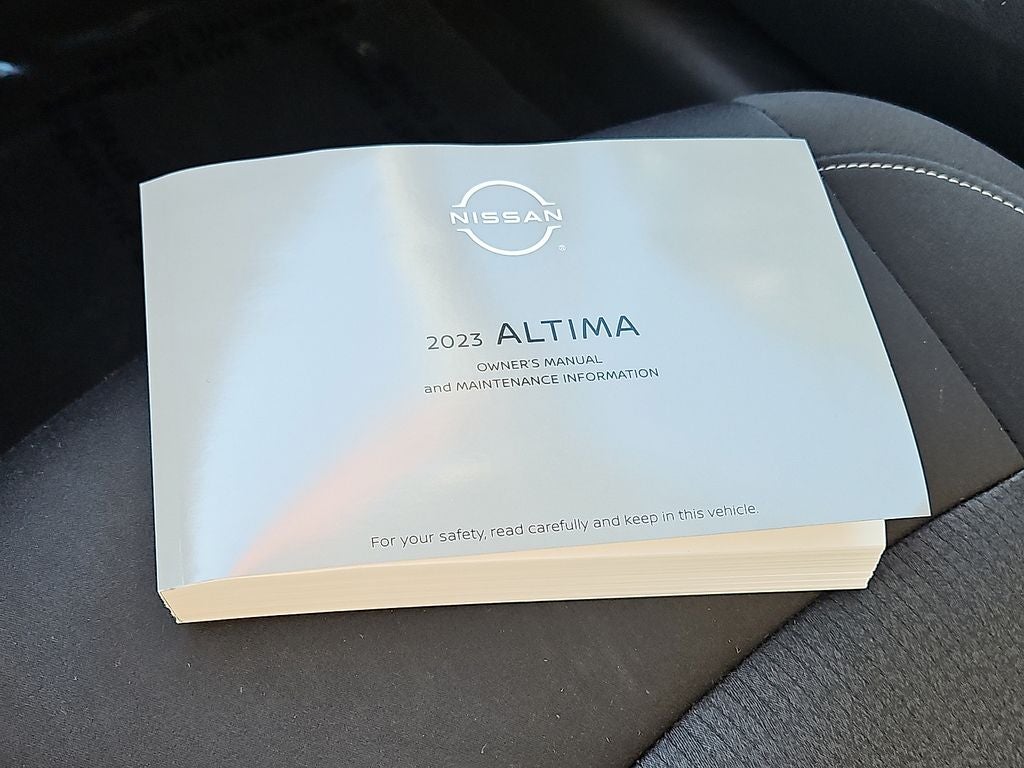 NISSAN
®
2023 ALTIMA
OWNER'S MANUAL
and MAINTENANCE INFORMATION
For your safety, read carefully and keep in this vehicle.